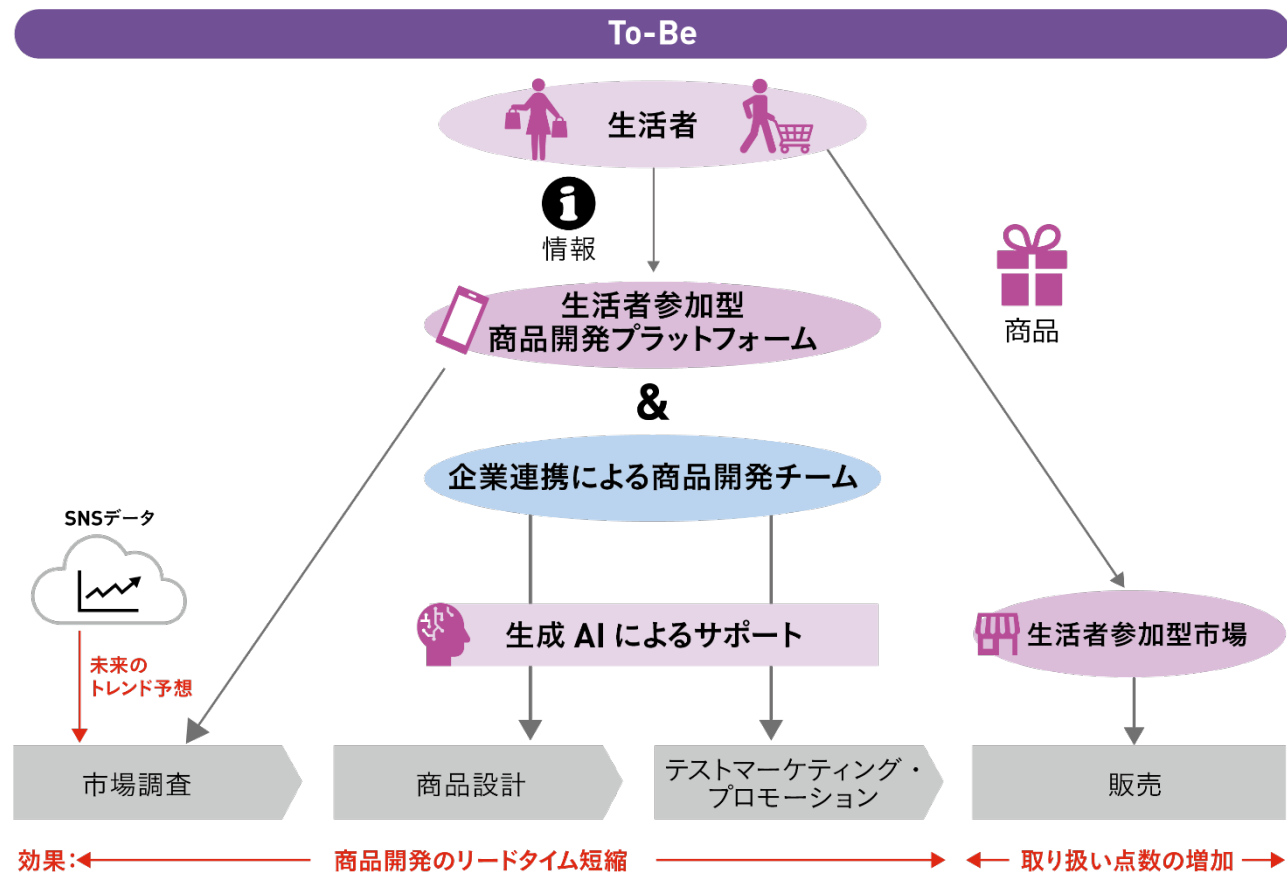 To-Be
生活者
情報
商品
生活者参加型
商品開発プラットフォーム
&
企業連携による商品開発チーム
SNSデータ
未来の
トレンド予想
生成 AI によるサポート
生活者参加型市場
市場調査
商品設計
テストマーケティング・
プロモーション
販売
効果:
商品開発のリードタイム短縮
取り扱い点数の増加